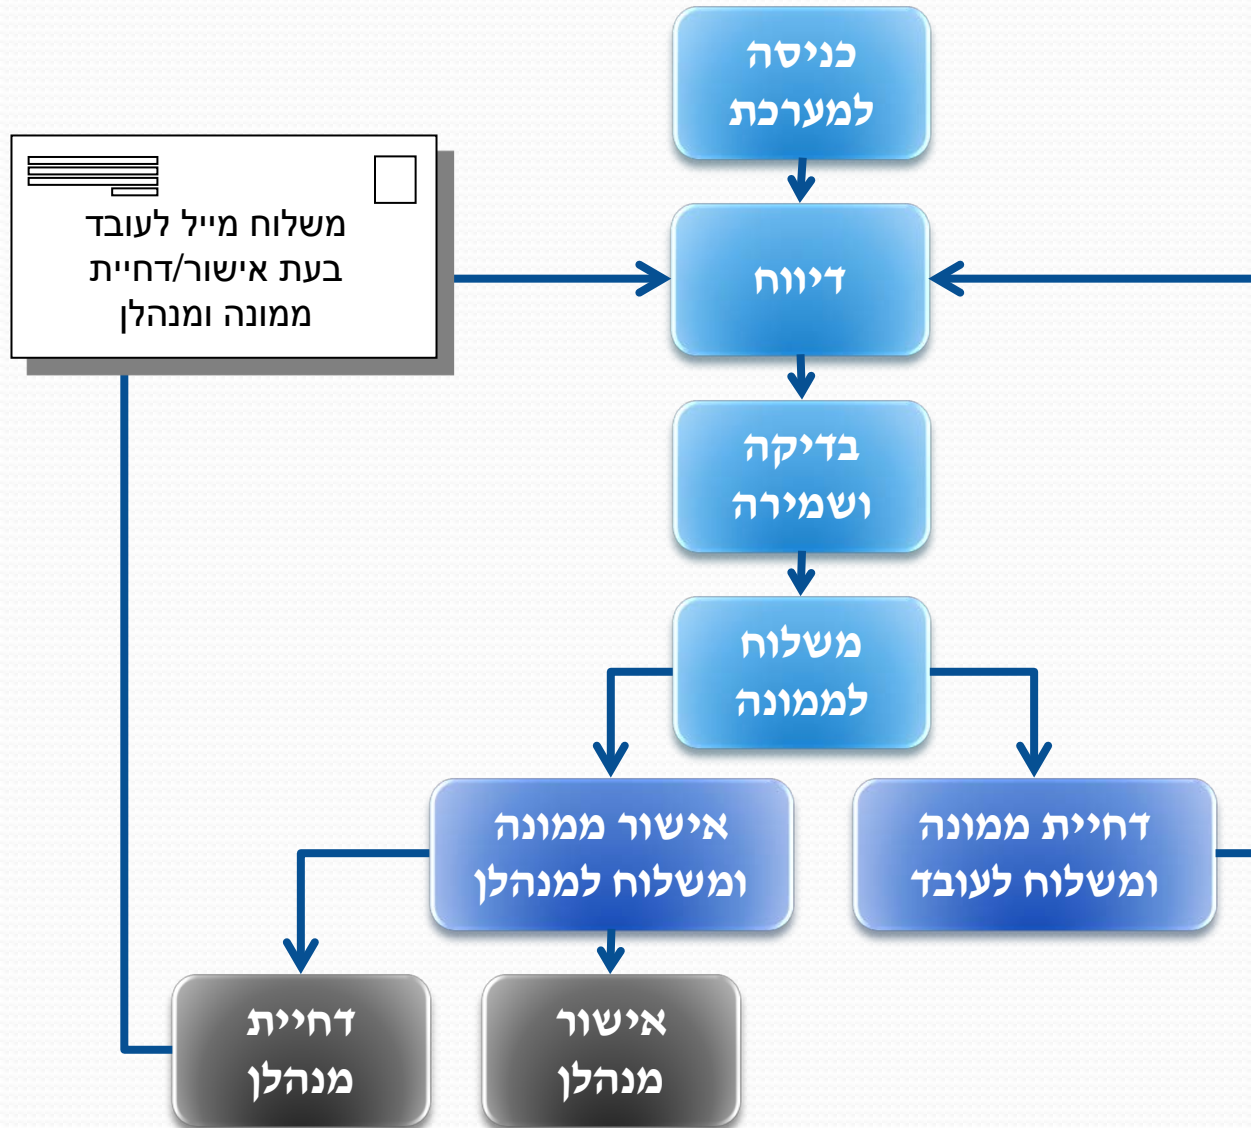 כניסה
למערכת
משלוח מייל לעובד
בעת אישור/דחיית
ממונה ומנהלן
דיווח
בדיקה
ושמירה
משלוח
לממונה
דחיית ממונה
ומשלוח לעובד
אישור ממונה
ומשלוח למנהלן
אישור
מנהלן
דחיית
מנהלן